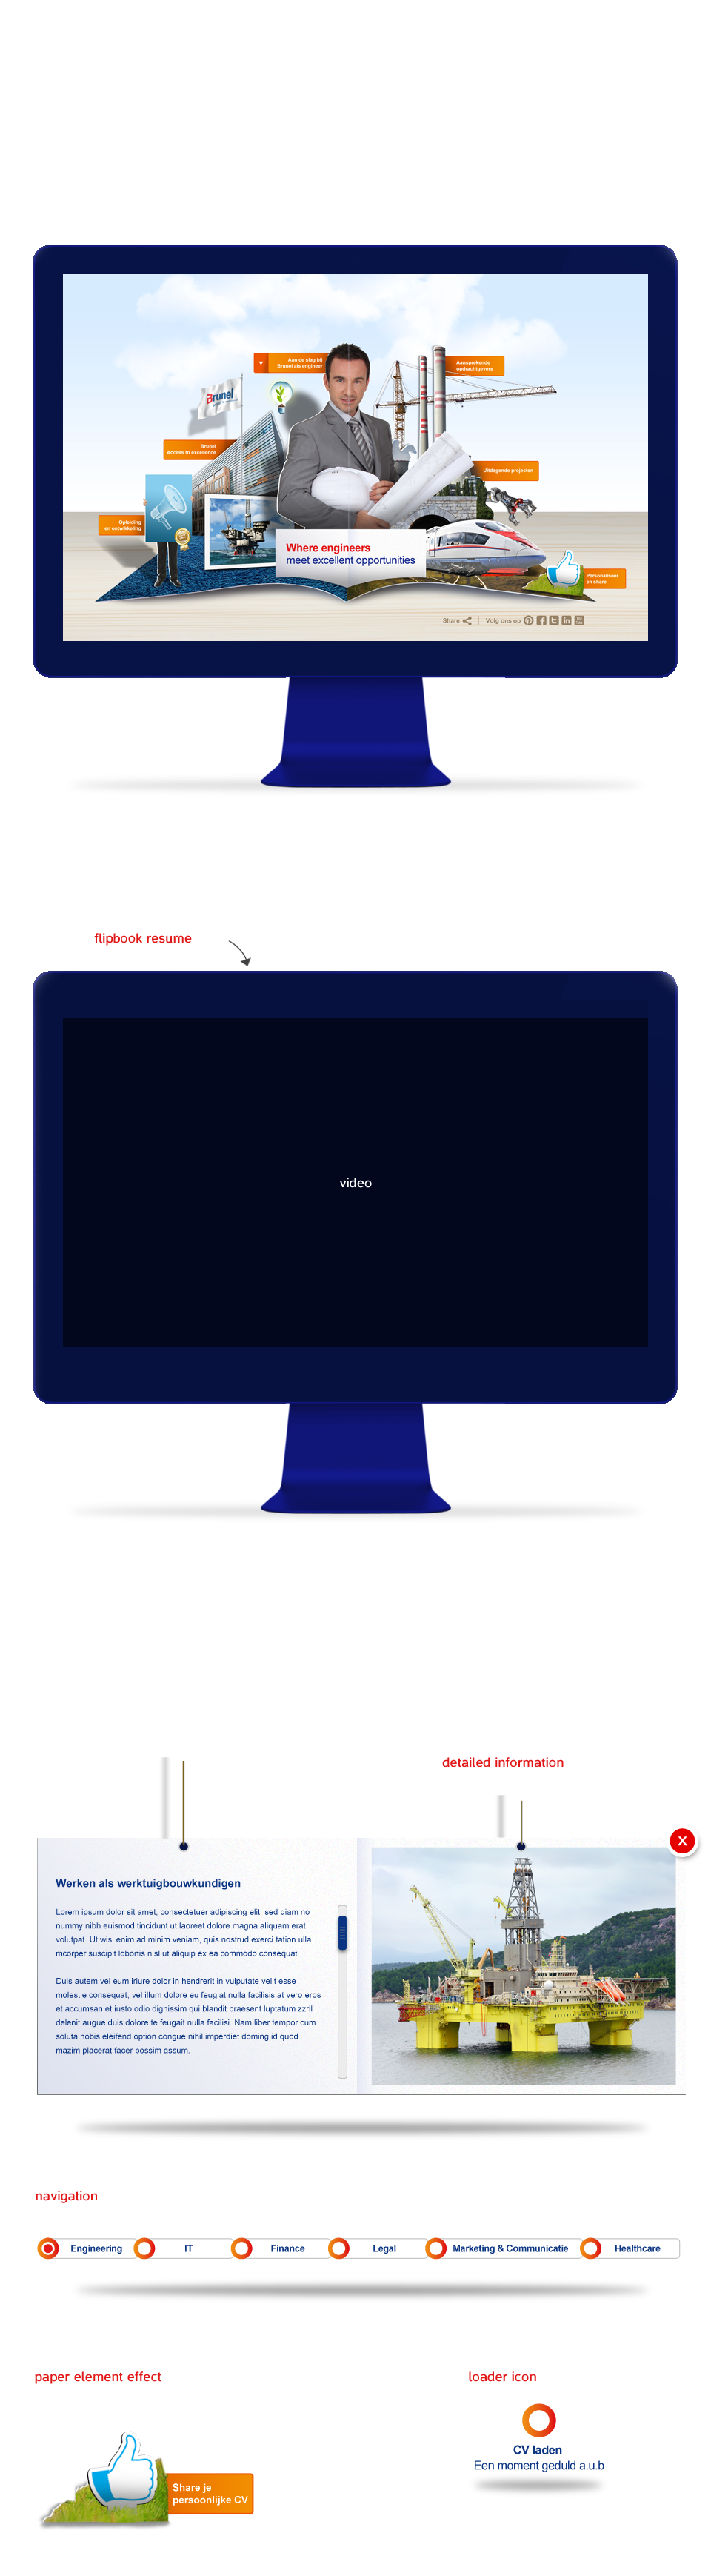 Aan de slag bij
Brunel als engineer
Aansprekende
opdrachtgevers
Brunel
Brunel
Access to excellence
Uitdagende projecten
Opleiding
en ontwikkeling
Where engineers
meet excellent opportunities
Personaliseer
en share
Share
Volg ons op
flipbook resume
video
detailed information
X
Werken als werktuigbouwkundigen
Lorem ipsum dolor sit amet, consectetuer adipiscing elit, sed diam no
nummy nibh euismod tincidunt ut laoreet dolore magna aliquam erat
volutpat. Ut wisi enim ad minim veniam, quis nostrud exerci tation ulla
mcorper suscipit lobortis nisl ut aliquip ex ea commodo consequat.
Duis autem vel eum iriure dolor in hendrerit in vulputate velit esse
molestie consequat, vel illum dolore eu feugiat nulla facilisis at vero eros
et accumsan et iusto odio dignissim qui blandit praesent luptatum zzril
delenit augue duis dolore te feugait nulla facilisi. Nam liber tempor cum
soluta nobis eleifend option congue nihil imperdiet doming id quod
mazim placerat facer possim assum.
navigation
Engineering IT Finance Legal Marketing & Communicatie Healthcare
paper element effect
loader icon
CV laden
Een moment geduld a.u.b
Share je
persoonlijke CV